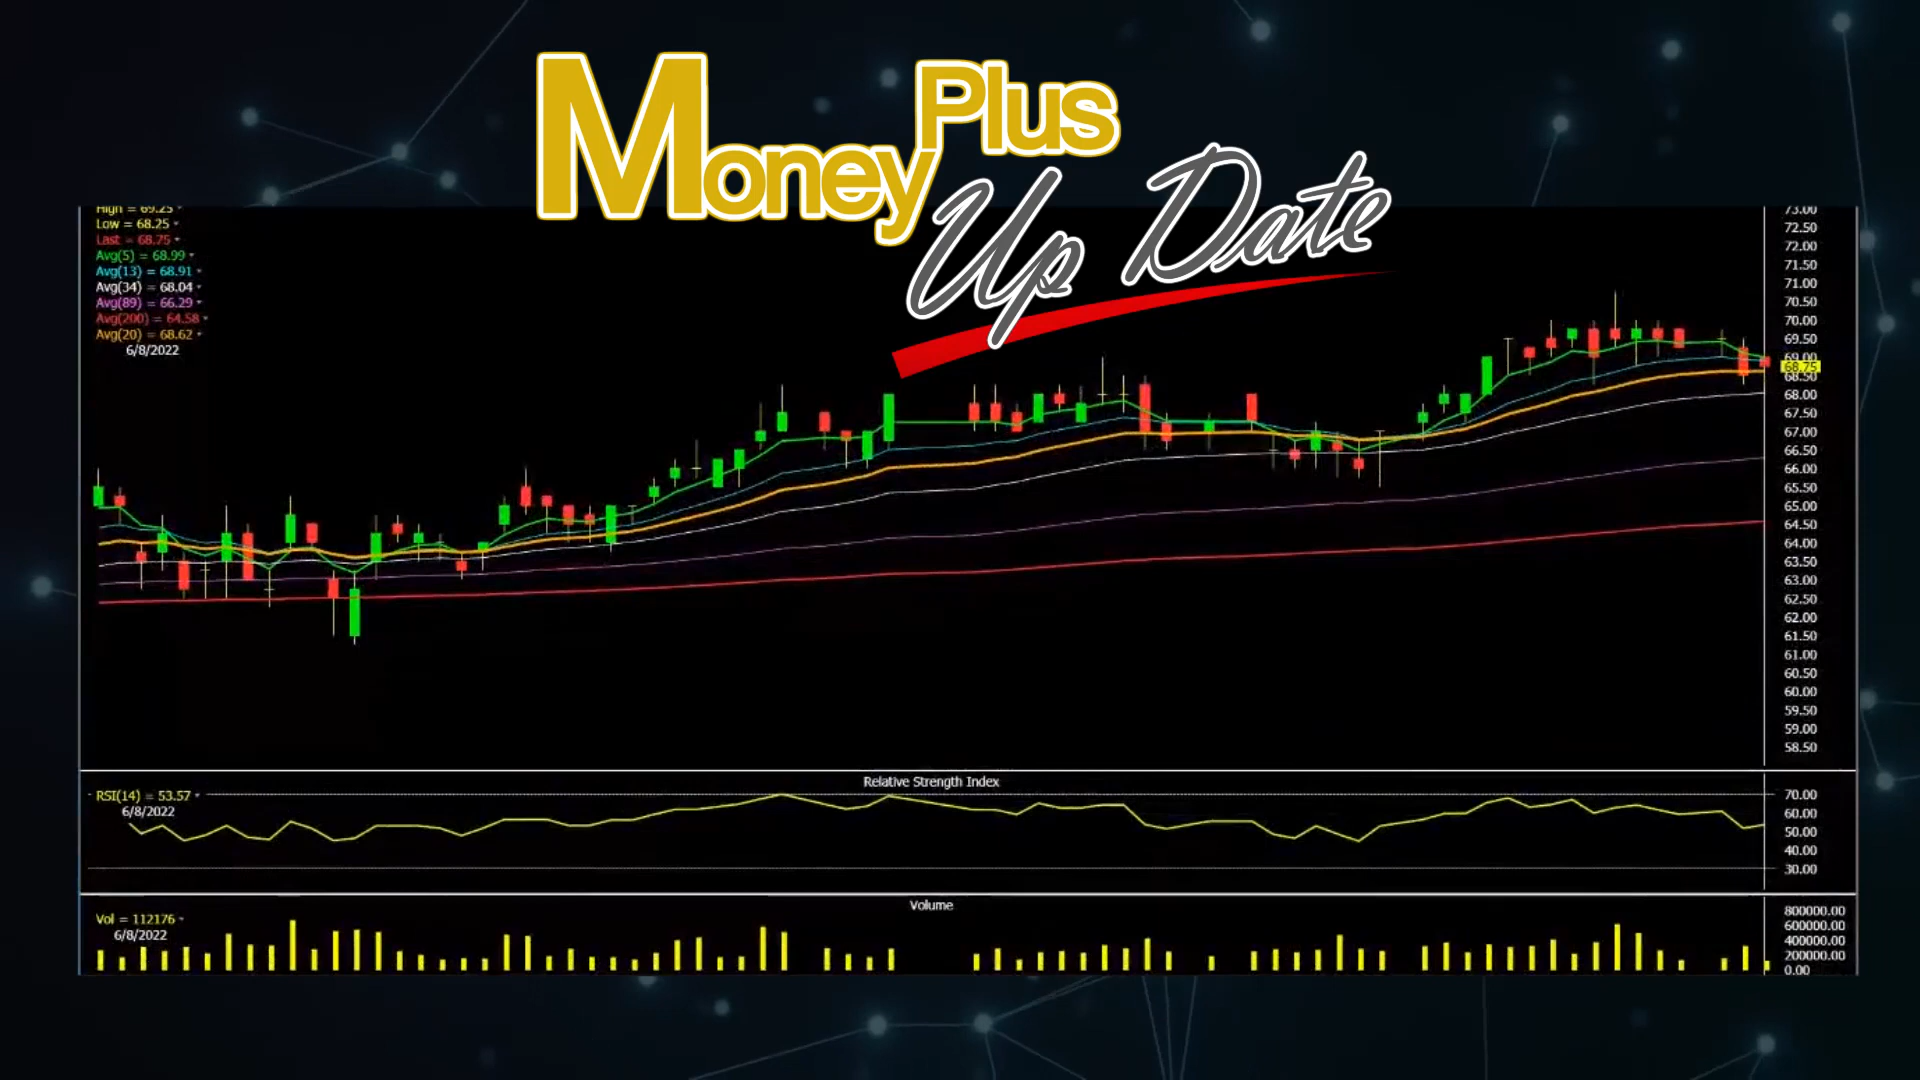 Money Plus
Up Date
High = 69.25
Low = 68.25
Last = 68.75
Avg(5) = 68.99
Avg(13) = 68.91
Avg(34) = 68.04
Avg(89) = 66.29
Avg(200) = 64.58
Avg(20) = 68.62
6/8/2022
73.00
72.50
72.00
71.50
71.00
70.50
70.00
69.50
69.00
68.75
68.50
68.00
67.50
67.00
66.50
66.00
65.50
65.00
64.50
64.00
63.50
63.00
62.50
62.00
61.50
61.00
60.50
60.00
59.50
59.00
58.50
Relative Strength Index
RSI(14) = 53.57
6/8/2022
70.00
60.00
50.00
40.00
30.00
Volume
Vol = 112176
6/8/2022
800000.00
600000.00
400000.00
200000.00
0.00